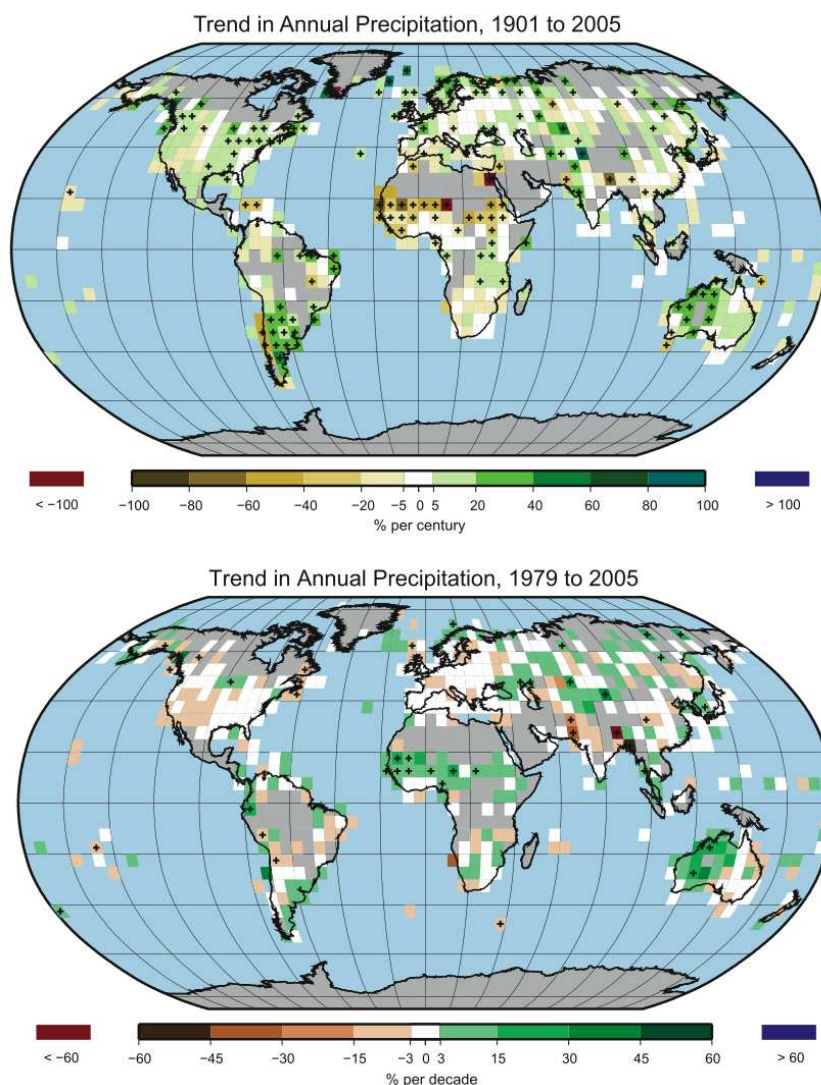 Trend in Annual Precipitation, 1901 to 2005
< −100 −100 −80 −60 −40 −20 −5 0 5 20 40 60 80 100 > 100
% per century
Trend in Annual Precipitation, 1979 to 2005
< −60 −60 −45 −30 −15 −3 0 3 15 30 45 60 > 60
% per decade